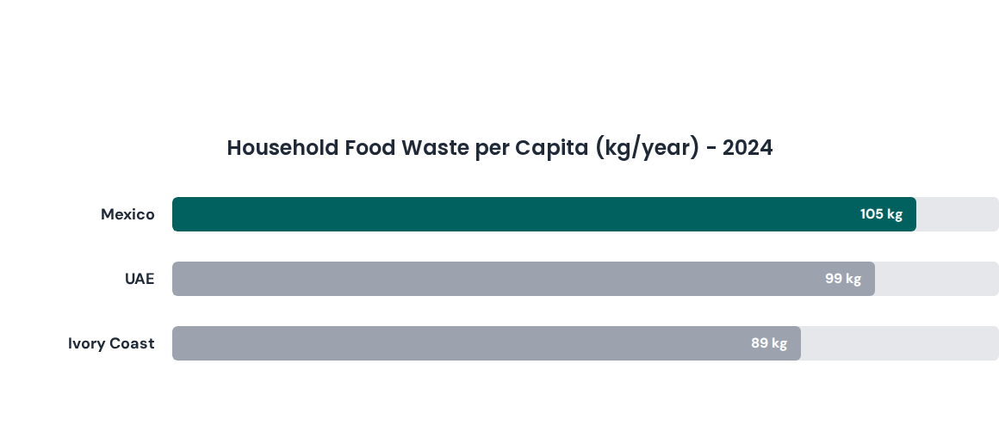 Household Food Waste per Capita (kg/year) - 2024
Mexico 105 kg
UAE 99 kg
Ivory Coast 89 kg